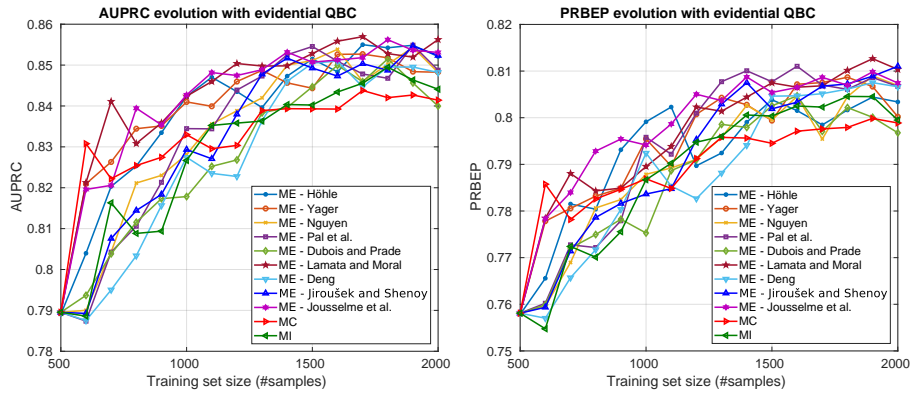 AUPRC evolution with evidential QBC
0.86
0.85
0.84
0.83
0.82
0.81
0.8
0.79
0.78
AUPRC
500
1000
1500
2000
Training set size (#samples)
ME - Höhle
ME - Yager
ME - Nguyen
ME - Pal et al.
ME - Dubois and Prade
ME - Lamata and Moral
ME - Deng
ME - Jiroušek and Shenoy
ME - Jousselme et al.
MC
MI
PRBEP evolution with evidential QBC
0.82
0.81
0.8
0.79
0.78
0.77
0.76
0.75
PRBEP
500
1000
1500
2000
Training set size (#samples)
ME - Höhle
ME - Yager
ME - Nguyen
ME - Pal et al.
ME - Dubois and Prade
ME - Lamata and Moral
ME - Deng
ME - Jiroušek and Shenoy
ME - Jousselme et al.
MC
MI